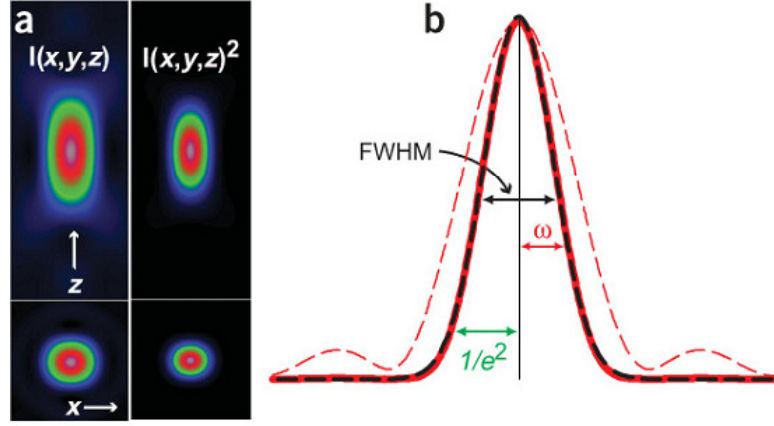 a
I(x,y,z)
I(x,y,z)²
z
x
b
FWHM
ω
1/e²